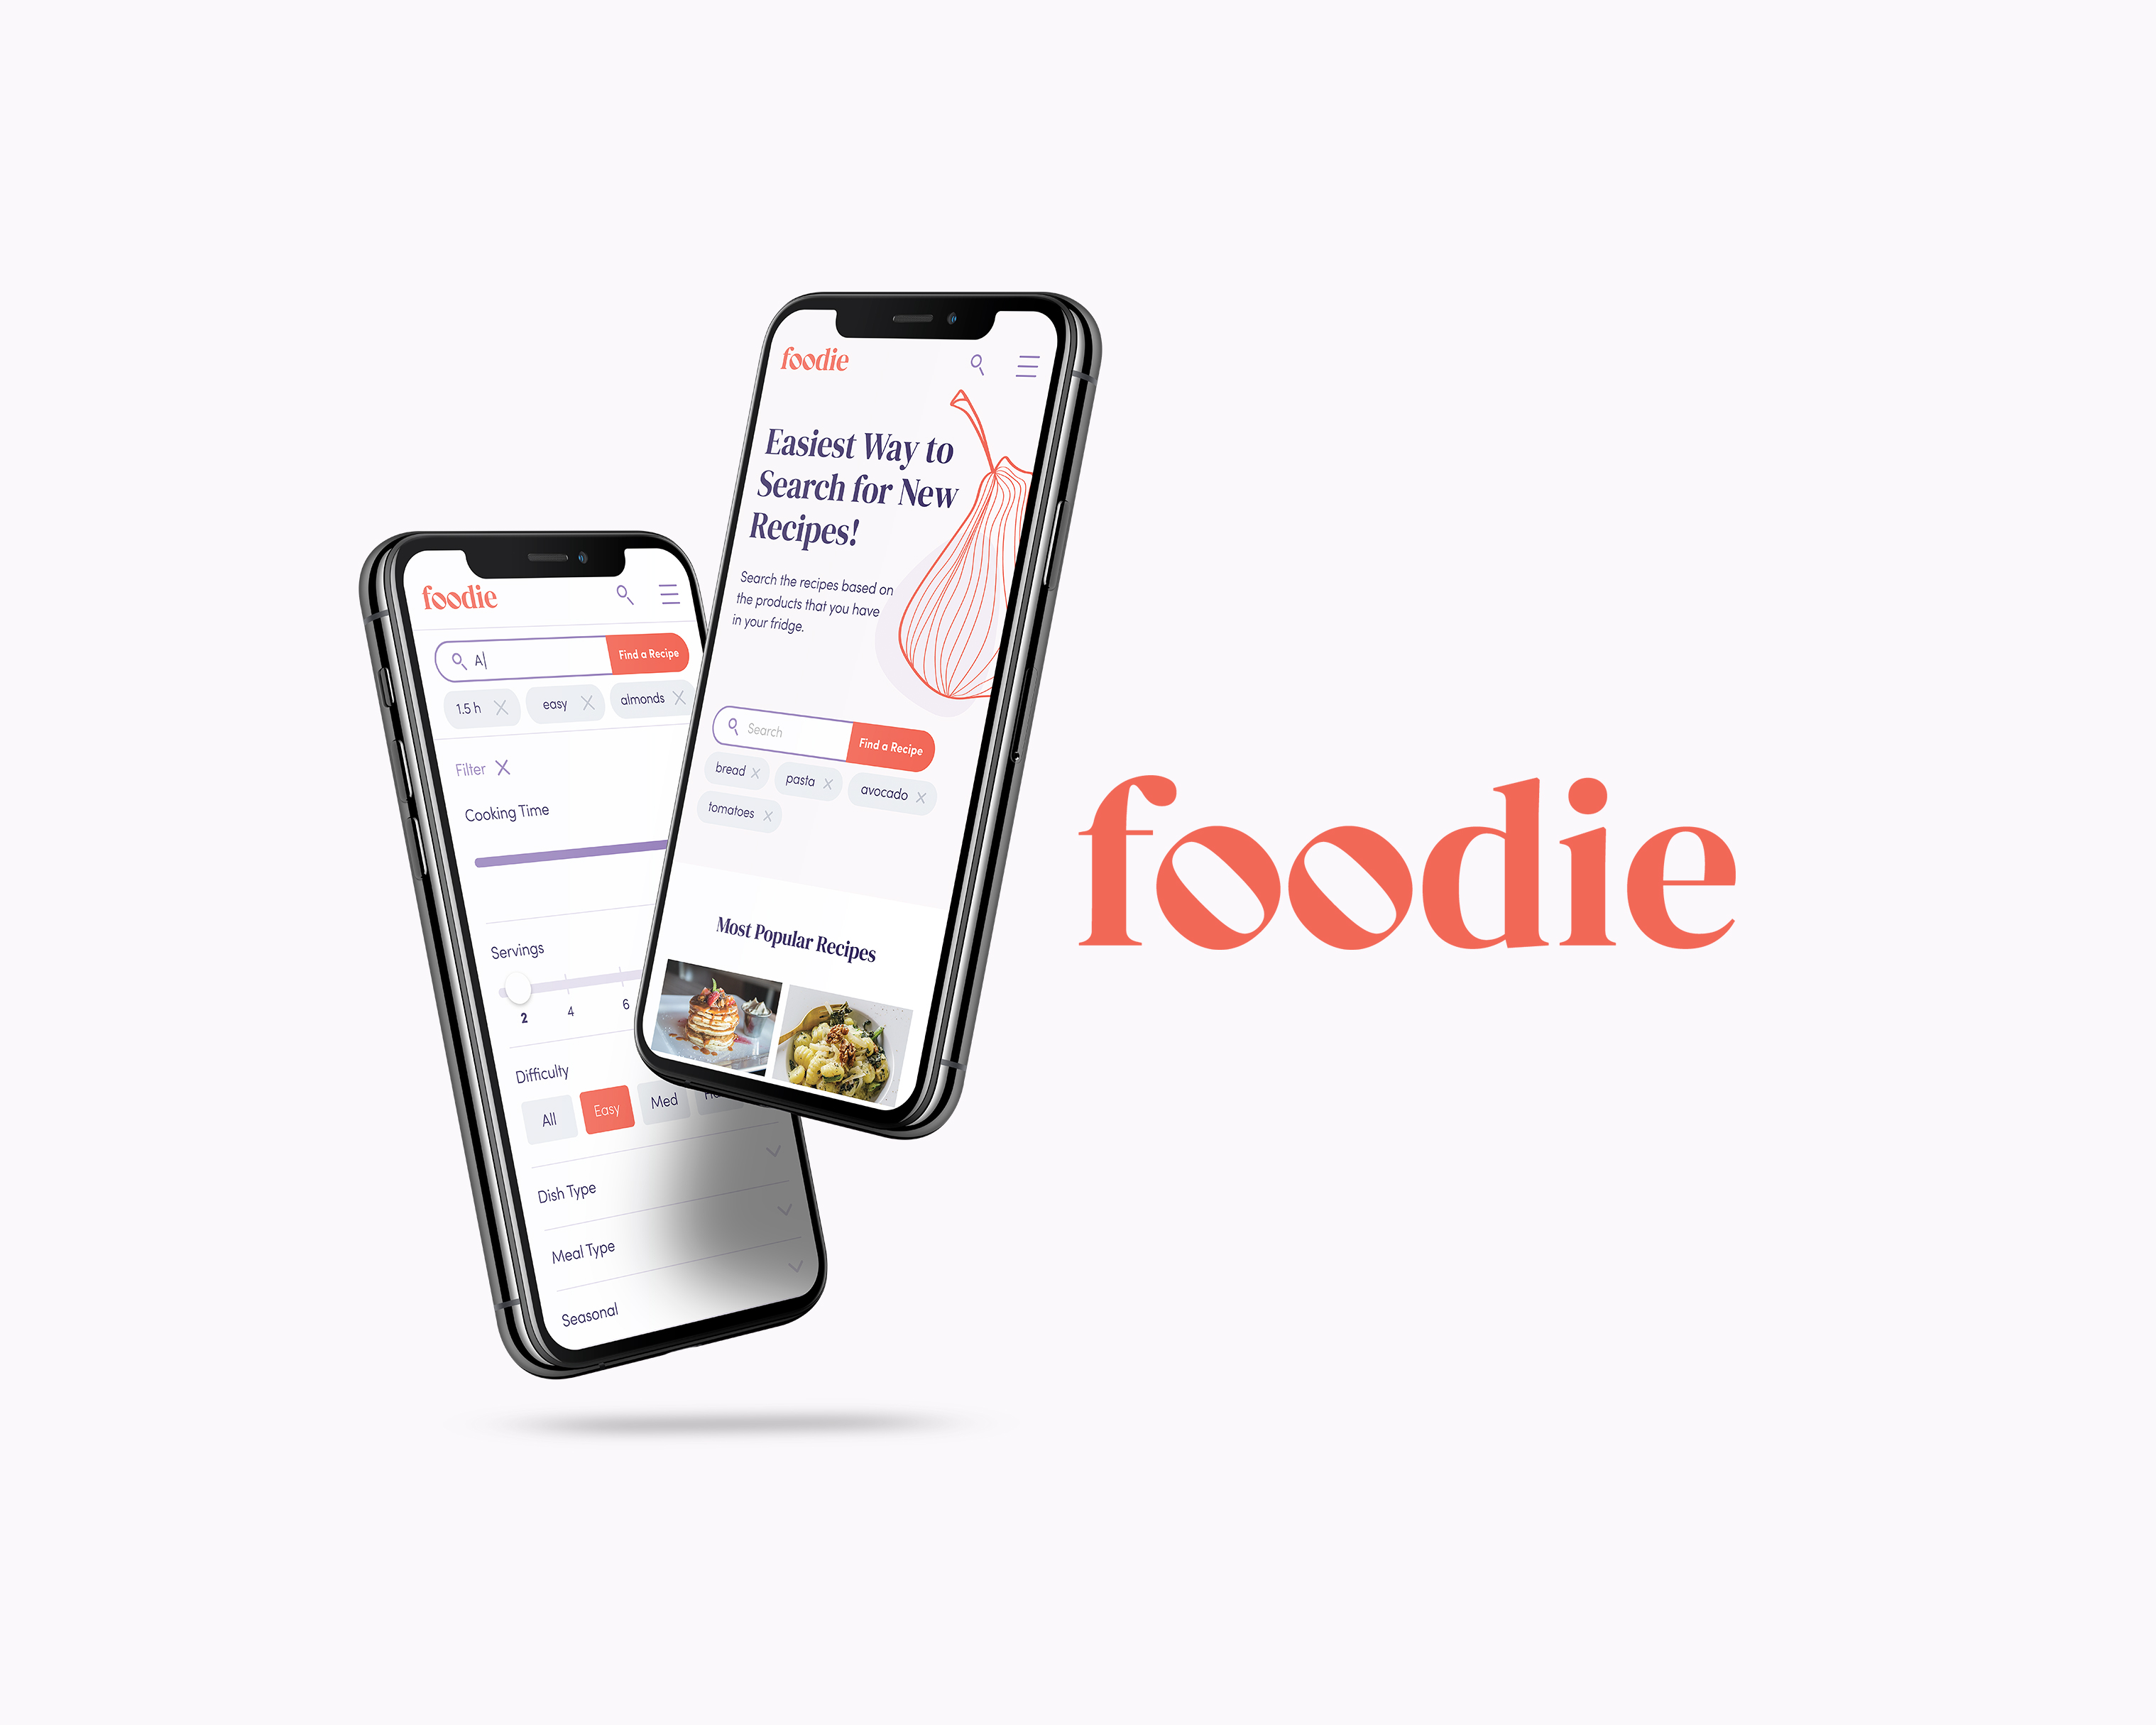 foodie
Easiest Way to
Search for New
Recipes!
Search the recipes based on
the products that you have
in your fridge.
Search
Find a Recipe
bread
pasta
avocado
tomatoes
Most Popular Recipes
foodie
A
Find a Recipe
1.5 h
easy
almonds
Filter
Cooking Time
Servings
2 4 6
Difficulty
All Easy Med
Dish Type
Meal Type
Seasonal
foodie